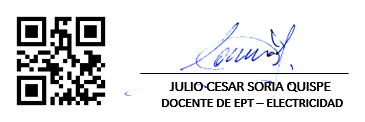 JULIO CESAR SORIA QUISPE
DOCENTE DE EPT – ELECTRICIDAD